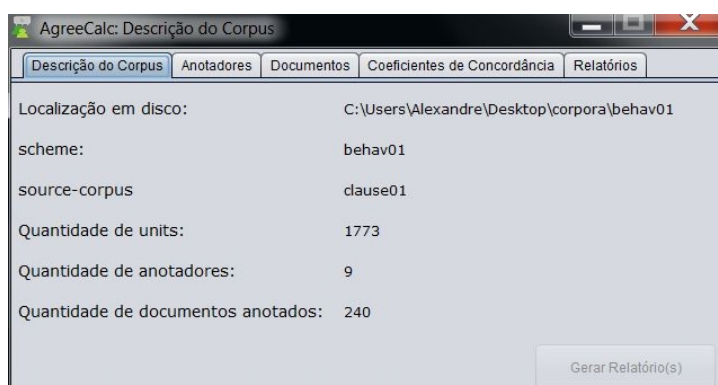 AgreeCalc: Descrição do Corpus
Descrição do Corpus Anotadores Documentos Coeficientes de Concordância Relatórios
Localização em disco: C:\Users\Alexandre\Desktop\corpora\behav01
scheme: behav01
source-corpus clause01
Quantidade de units: 1773
Quantidade de anotadores: 9
Quantidade de documentos anotados: 240
Gerar Relatório(s)